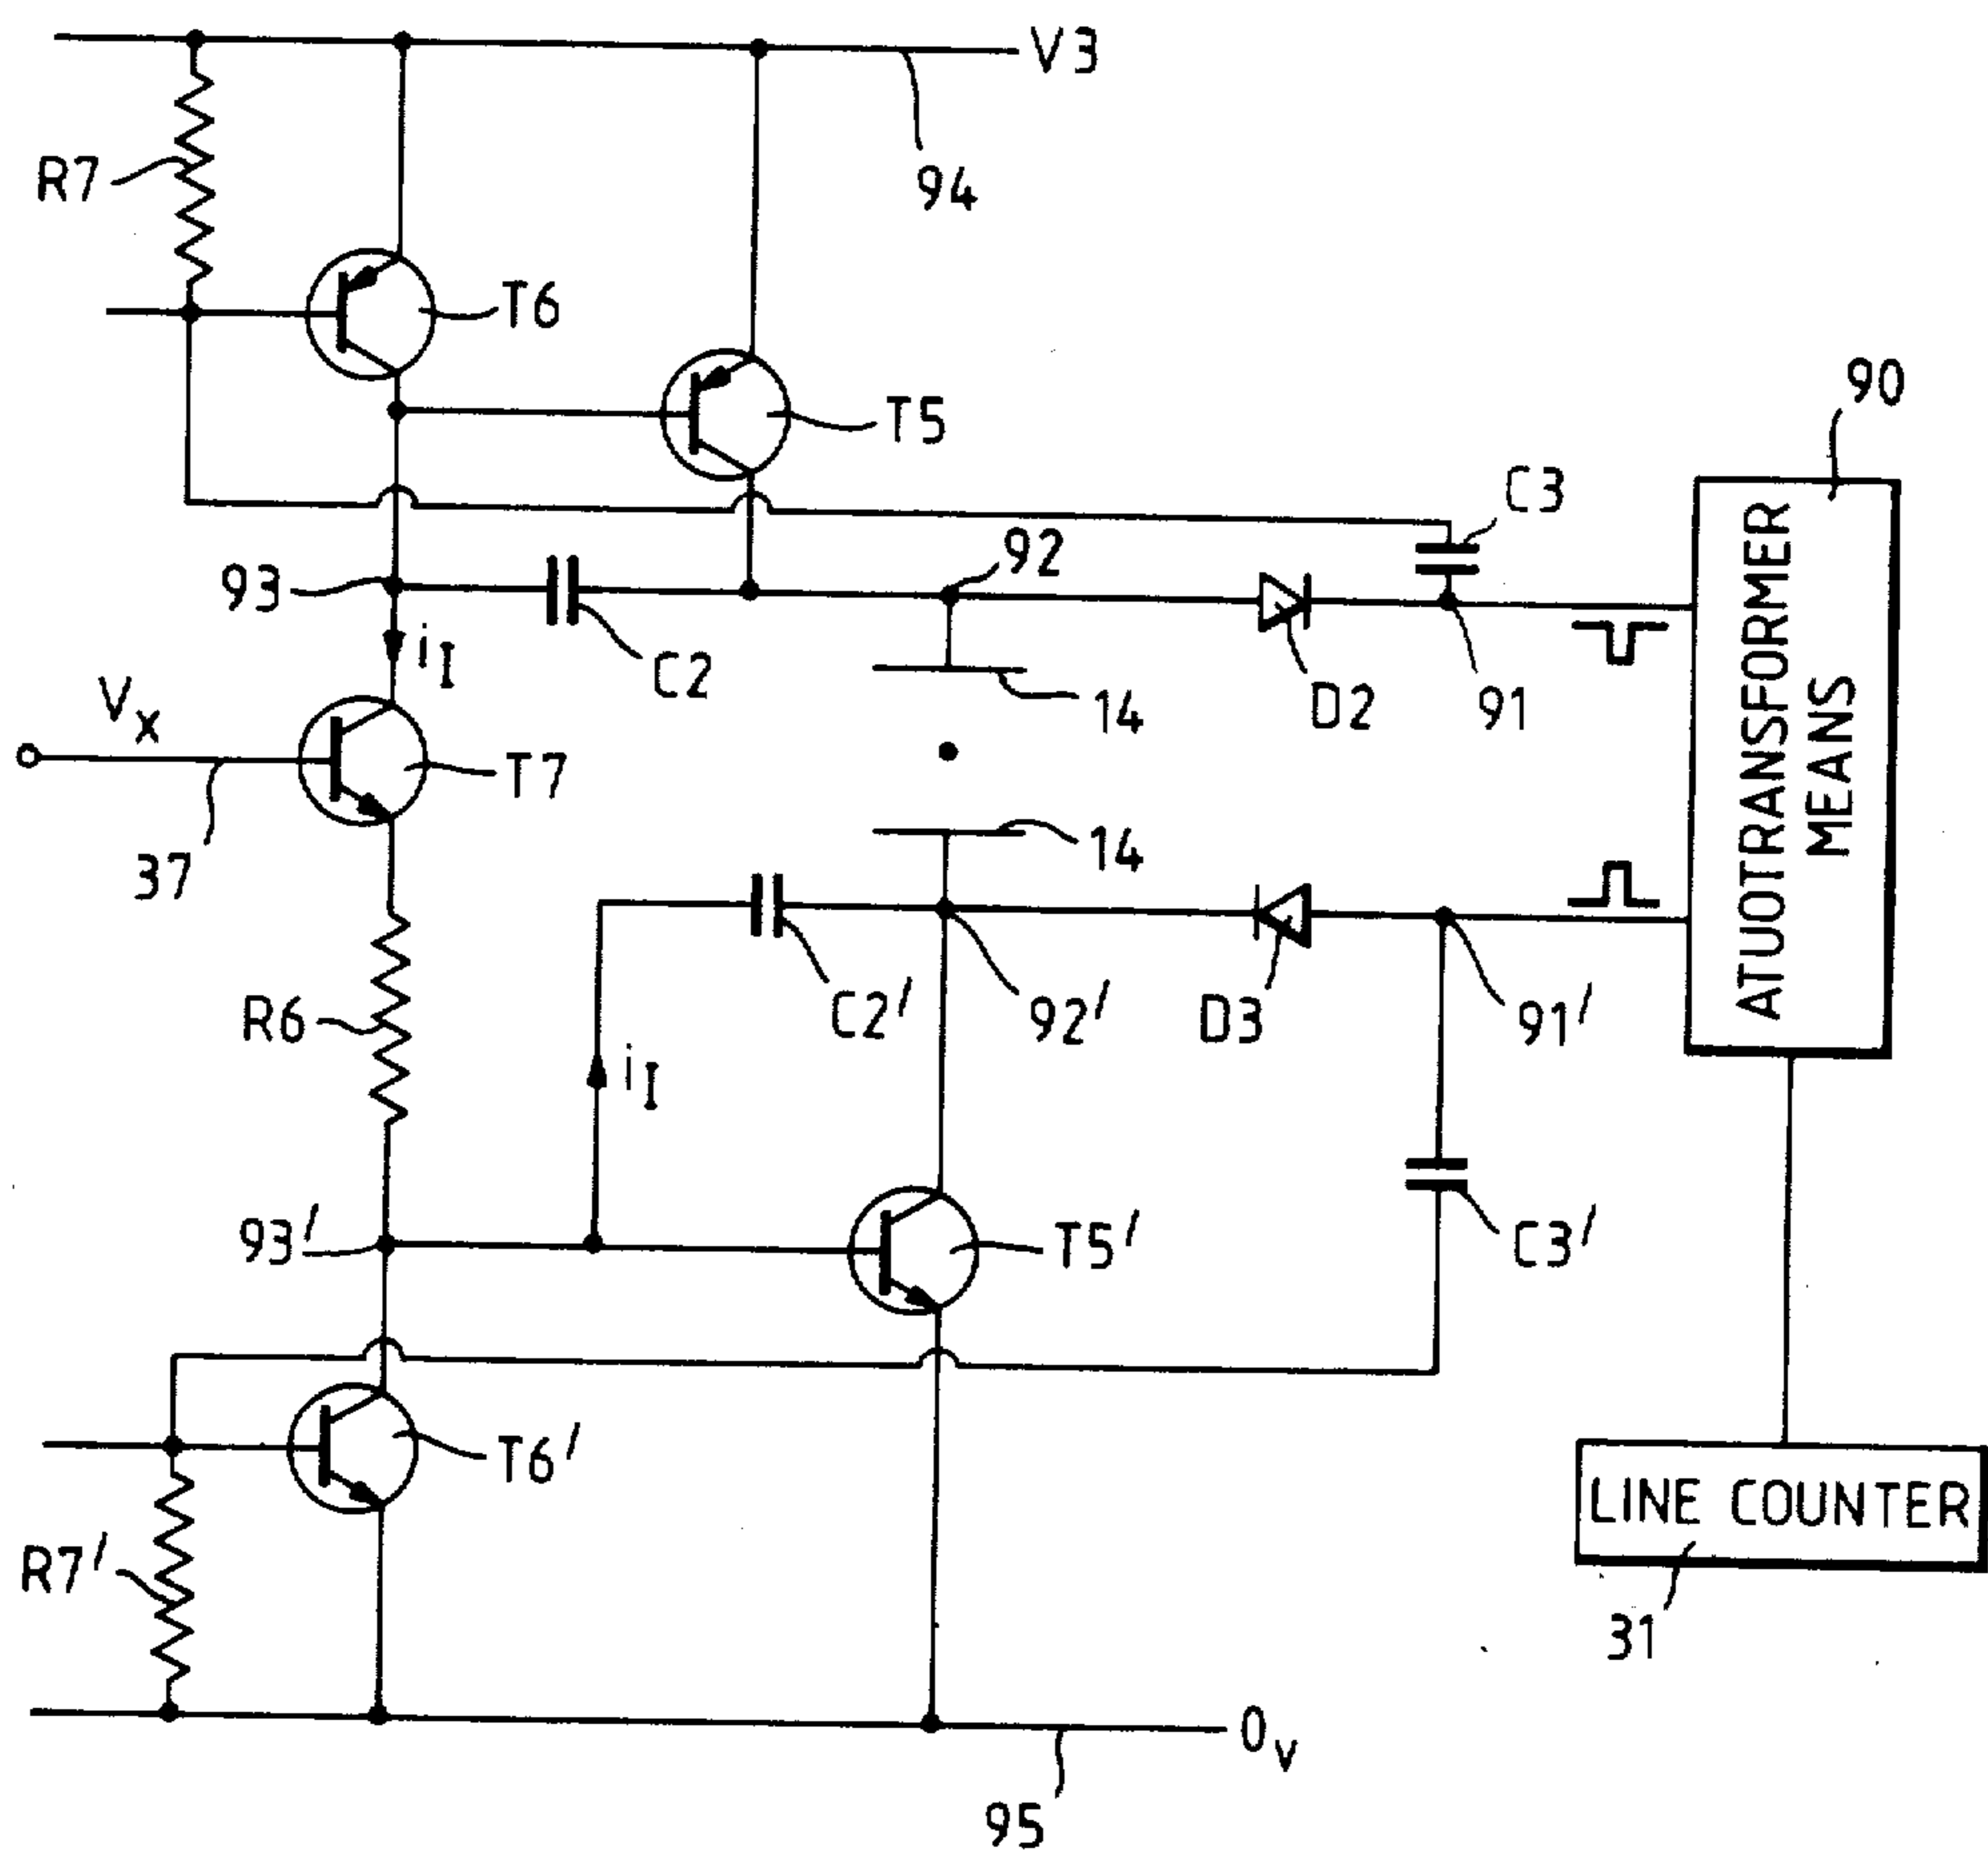 V3
R7
94
T6
T5
90
C3
93
92
iI
C2
14
D2
91
VX
T7
37
14
ATUOTRANSFORMER
MEANS
R6
iI
C2'
92'
D3
91'
93'
T5'
C3'
T6'
LINE COUNTER
R7'
31
0V
95